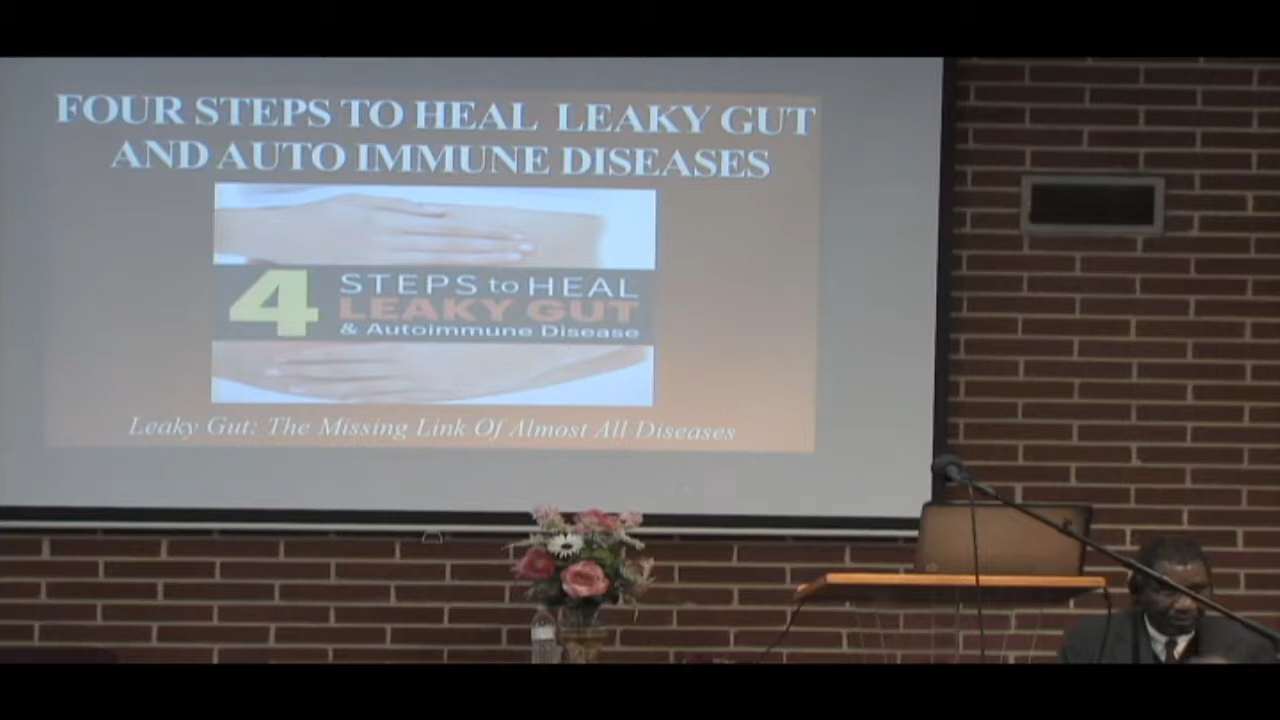 FOUR STEPS TO HEAL LEAKY GUT
AND AUTO IMMUNE DISEASES
4 STEPS to HEAL
LEAKY GUT
& Autoimmune Disease
Leaky Gut: The Missing Link Of Almost All Diseases